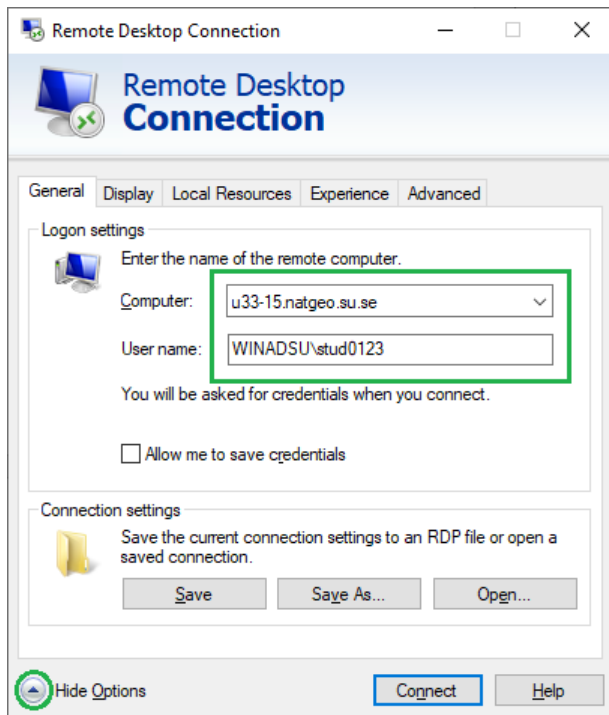 Remote Desktop Connection
Remote Desktop
Connection
General Display Local Resources Experience Advanced
Logon settings
Enter the name of the remote computer.
Computer: u33-15.natgeo.su.se
User name: WINADSU\stud0123
You will be asked for credentials when you connect.
Allow me to save credentials
Connection settings
Save the current connection settings to an RDP file or open a
saved connection.
Save Save As... Open...
Hide Options Connect Help